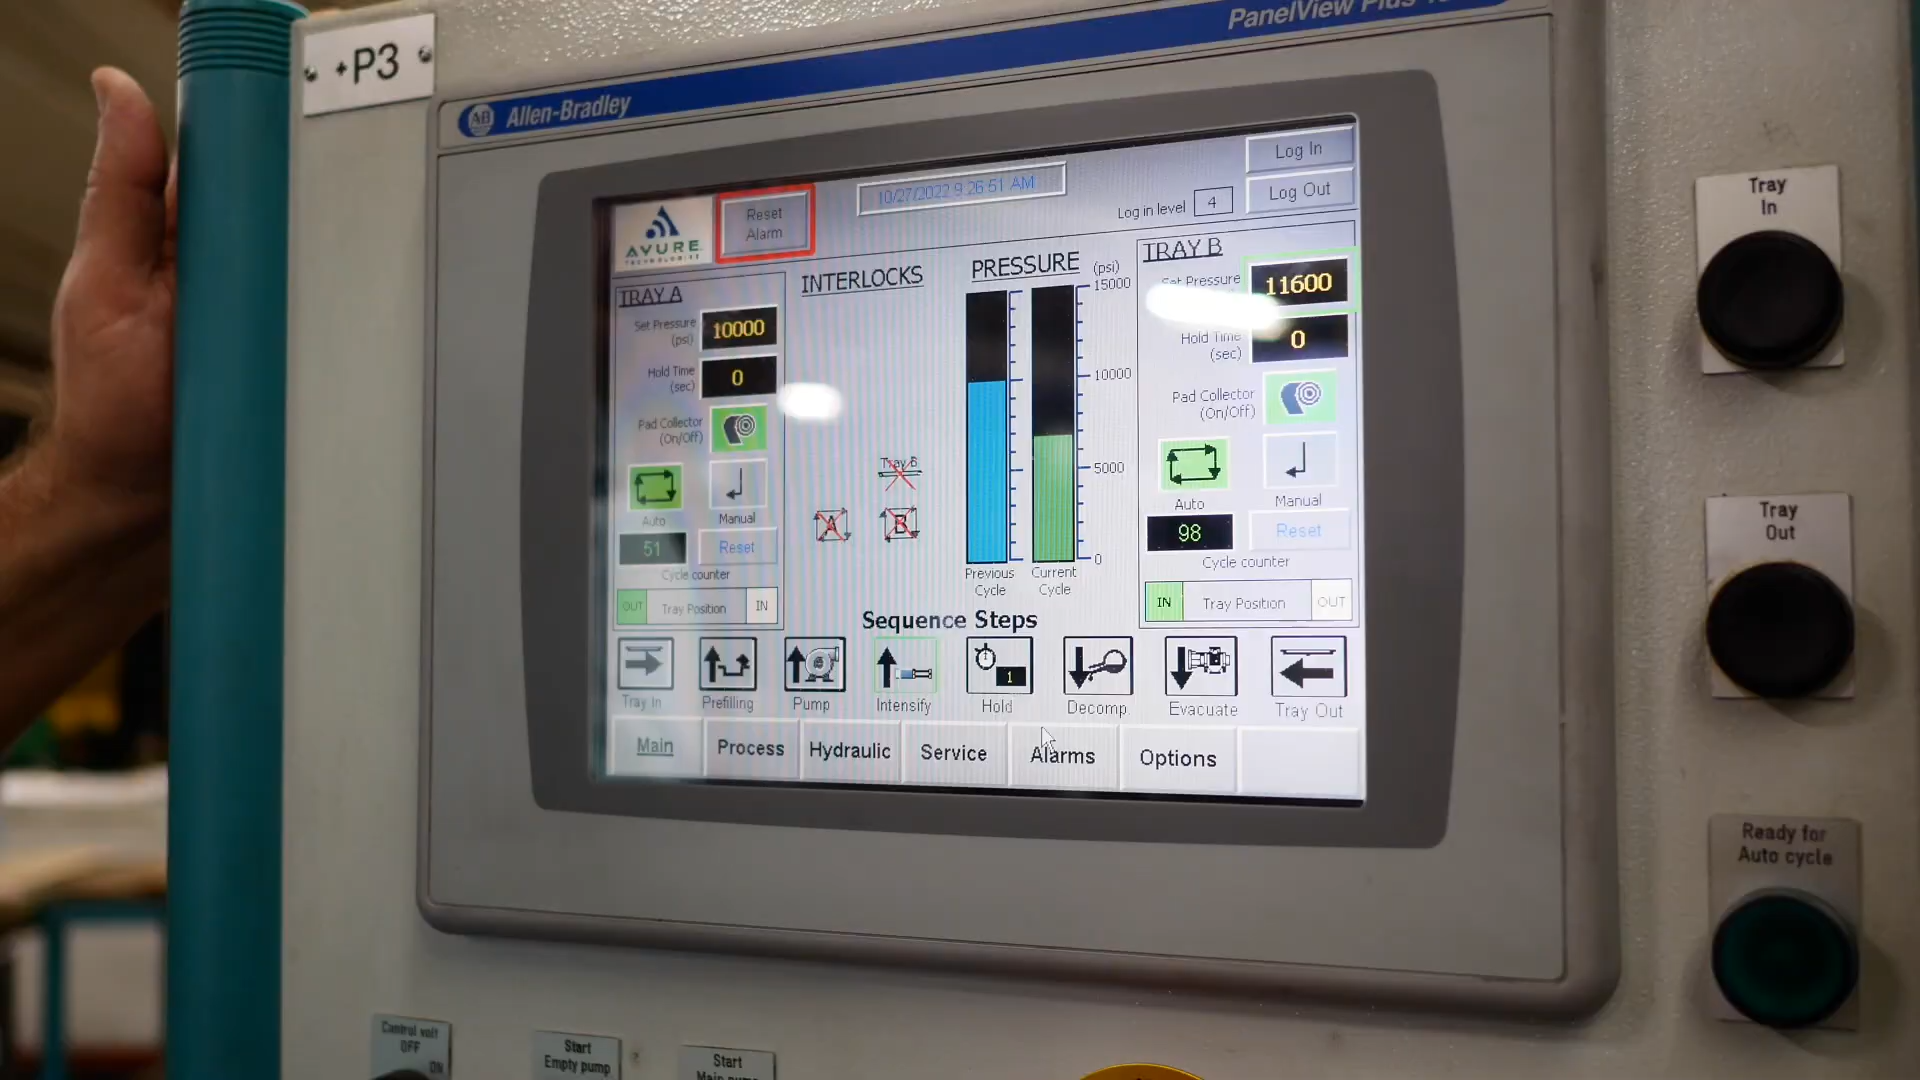 +P3
Allen-Bradley
PanelView Plus
AVURE
TECHNOLOGIES
Reset
Alarm
10/27/2022 9:26:51 AM
Log in level 4
Log In
Log Out
TRAY A
Set Pressure
(psi)
10000
Hold Time
(sec)
0
Pad Collector
(On/Off)
Auto
Manual
51
Reset
Cycle counter
OUT
Tray Position
IN
INTERLOCKS
Tray B
A
B
PRESSURE
(psi)
15000
10000
5000
0
Previous
Cycle
Current
Cycle
TRAY B
Set Pressure
11600
Hold Time
(sec)
0
Pad Collector
(On/Off)
Auto
Manual
98
Reset
Cycle counter
IN
Tray Position
OUT
Sequence Steps
1
Tray In
Prefilling
Pump
Intensify
Hold
Decomp.
Evacuate
Tray Out
Main
Process
Hydraulic
Service
Alarms
Options
Tray
In
Tray
Out
Ready for
Auto cycle
Control volt
OFF
ON
Start
Empty pump
Start
Main pump